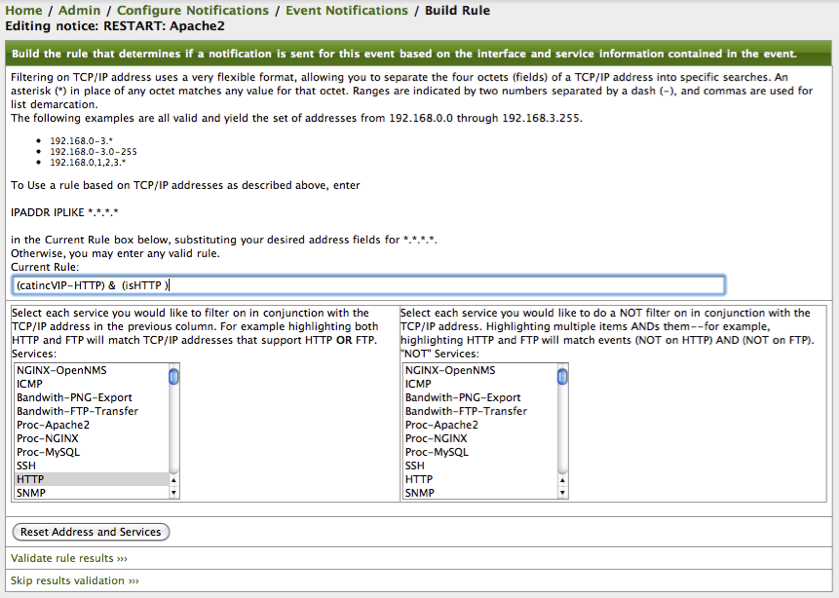 Home / Admin / Configure Notifications / Event Notifications / Build Rule
Editing notice: RESTART: Apache2
Build the rule that determines if a notification is sent for this event based on the interface and service information contained in the event.
Filtering on TCP/IP address uses a very flexible format, allowing you to separate the four octets (fields) of a TCP/IP address into specific searches. An
asterisk (*) in place of any octet matches any value for that octet. Ranges are indicated by two numbers separated by a dash (-), and commas are used for
list demarcation.
The following examples are all valid and yield the set of addresses from 192.168.0.0 through 192.168.3.255.
• 192.168.0-3.*
• 192.168.0-3.0-255
• 192.168.0,1,2,3.*
To Use a rule based on TCP/IP addresses as described above, enter
IPADDR IPLIKE *.*.*.*
in the Current Rule box below, substituting your desired address fields for *.*.*.*.
Otherwise, you may enter any valid rule.
Current Rule:
(catincVIP-HTTP) & (isHTTP )
Select each service you would like to filter on in conjunction with the
TCP/IP address in the previous column. For example highlighting both
HTTP and FTP will match TCP/IP addresses that support HTTP OR FTP.
Services:
NGINX-OpenNMS
ICMP
Bandwith-PNG-Export
Bandwith-FTP-Transfer
Proc-Apache2
Proc-NGINX
Proc-MySQL
SSH
HTTP
SNMP
Select each service you would like to do a NOT filter on in conjunction with the
TCP/IP address. Highlighting multiple items ANDs them--for example,
highlighting HTTP and FTP will match events (NOT on HTTP) AND (NOT on FTP).
"NOT" Services:
NGINX-OpenNMS
ICMP
Bandwith-PNG-Export
Bandwith-FTP-Transfer
Proc-Apache2
Proc-NGINX
Proc-MySQL
SSH
HTTP
SNMP
Reset Address and Services
Validate rule results »»
Skip results validation »»